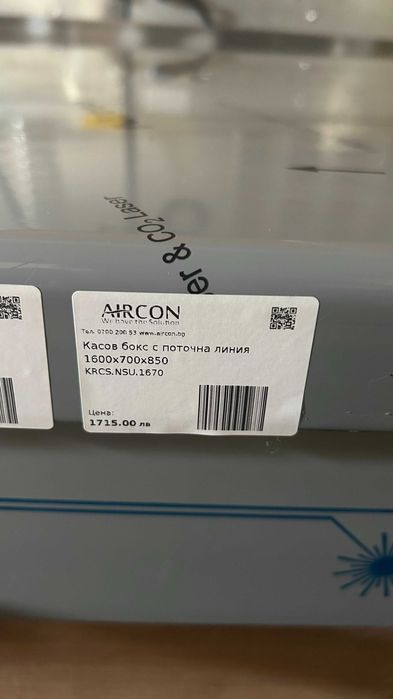 er & CO2 Laser
AIRCON
We have the Solution
Тел. 0700 200 53 www.aircon.bg
Касов бокс с поточна линия
1600x700x850
KRCS.NSU.1670
Цена:
1715.00 лв